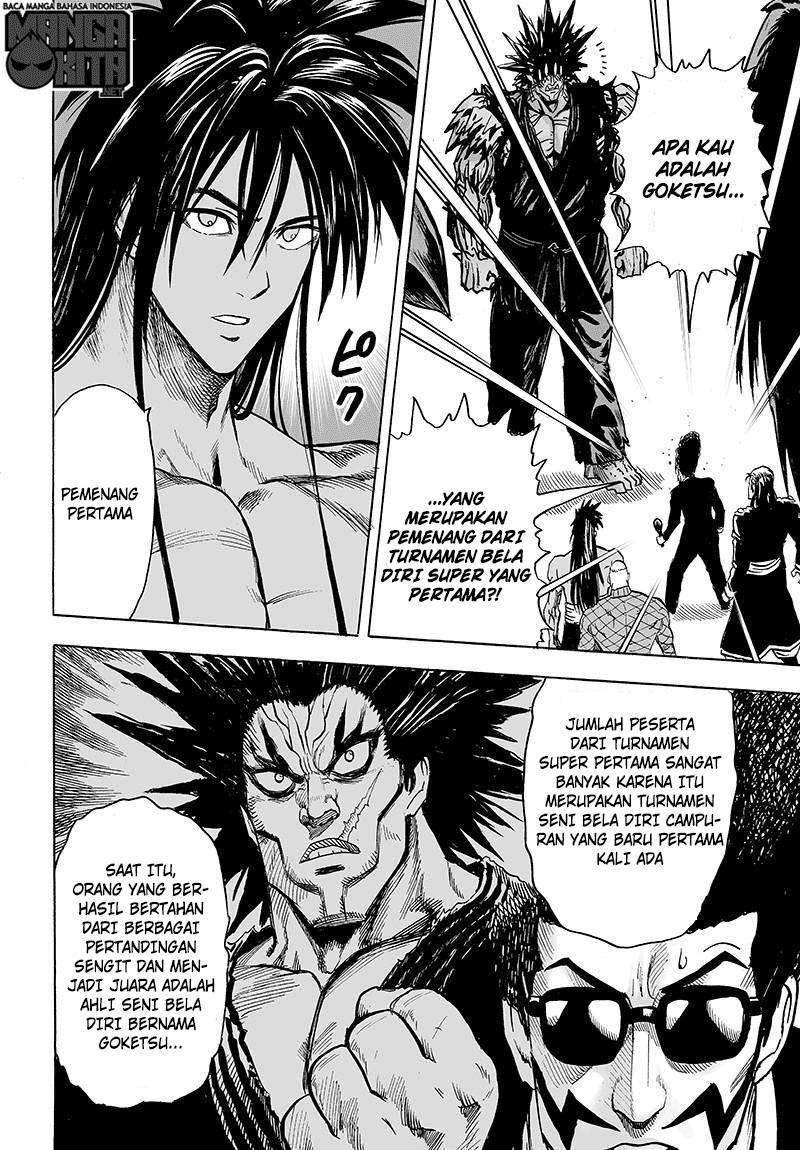 BACA MANGA BAHASA INDONESIA
MANGA
KITA
.NET
APA KAU
ADALAH
GOKETSU...
...YANG
MERUPAKAN
PEMENANG DARI
TURNAMEN BELA
DIRI SUPER YANG
PERTAMA?!
ピク
PEMENANG
PERTAMA
JUMLAH PESERTA
DARI TURNAMEN
SUPER PERTAMA SANGAT
BANYAK KARENA ITU
MERUPAKAN TURNAMEN
SENI BELA DIRI CAMPU-
RAN YANG BARU PERTAMA
KALI ADA
SAAT ITU,
ORANG YANG BER-
HASIL BERTAHAN
DARI BERBAGAI
PERTANDINGAN
SENGIT DAN MEN-
JADI JUARA ADALAH
AHLI SENI BELA
DIRI BERNAMA
GOKETSU...